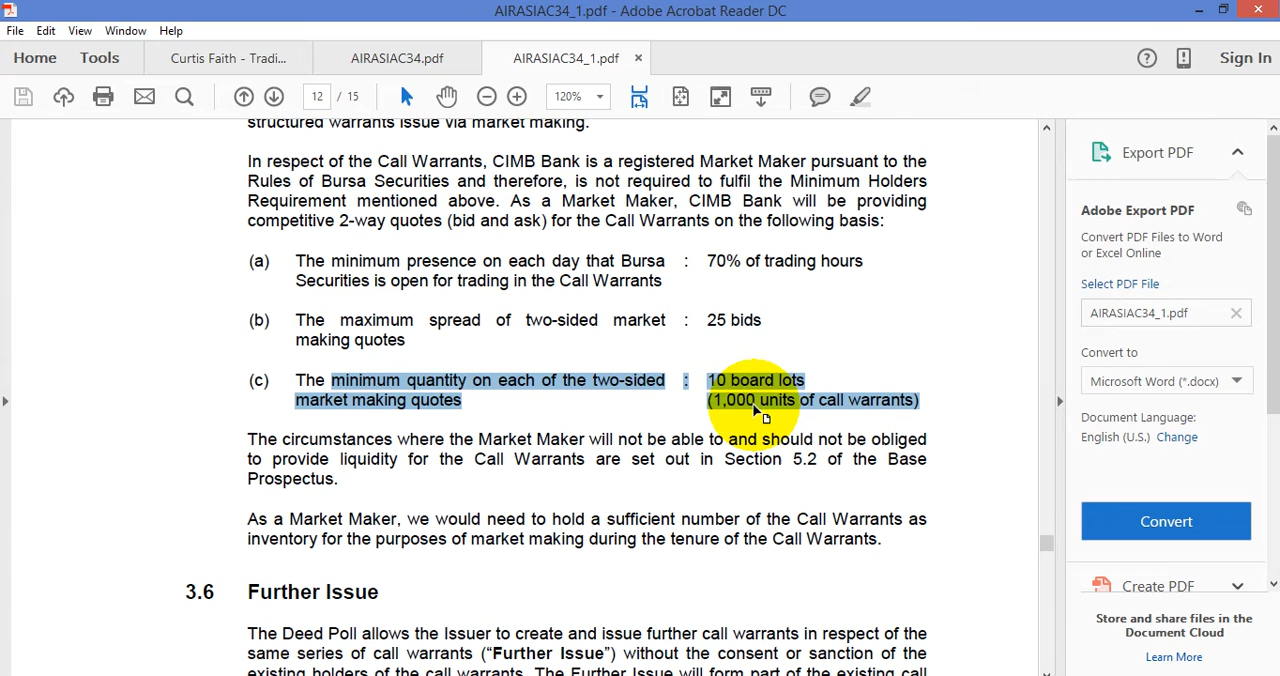 AIRASIAC34_1.pdf - Adobe Acrobat Reader DC
File Edit View Window Help
Home Tools Curtis Faith - Tradi... AIRASIAC34.pdf AIRASIAC34_1.pdf × Sign In
12 / 15 120%
structured warrants issue via market making.
In respect of the Call Warrants, CIMB Bank is a registered Market Maker pursuant to the
Rules of Bursa Securities and therefore, is not required to fulfil the Minimum Holders
Requirement mentioned above. As a Market Maker, CIMB Bank will be providing
competitive 2-way quotes (bid and ask) for the Call Warrants on the following basis:
(a) The minimum presence on each day that Bursa : 70% of trading hours
Securities is open for trading in the Call Warrants
(b) The maximum spread of two-sided market : 25 bids
making quotes
(c) The minimum quantity on each of the two-sided : 10 board lots
market making quotes (1,000 units of call warrants)
The circumstances where the Market Maker will not be able to and should not be obliged
to provide liquidity for the Call Warrants are set out in Section 5.2 of the Base
Prospectus.
As a Market Maker, we would need to hold a sufficient number of the Call Warrants as
inventory for the purposes of market making during the tenure of the Call Warrants.
3.6 Further Issue
The Deed Poll allows the Issuer to create and issue further call warrants in respect of the
same series of call warrants (“Further Issue”) without the consent or sanction of the
existing holders of the call warrants. The Further Issue will form part of the existing call
Export PDF
Adobe Export PDF
Convert PDF Files to Word
or Excel Online
Select PDF File
AIRASIAC34_1.pdf
Convert to
Microsoft Word (*.docx)
Document Language:
English (U.S.) Change
Convert
Create PDF
Store and share files in the
Document Cloud
Learn More